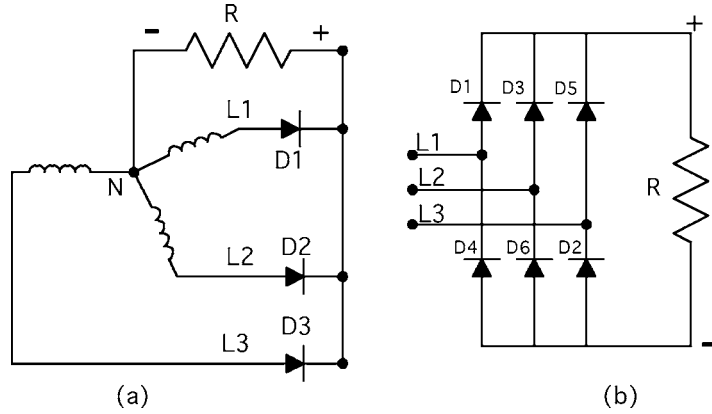 R
- +
L1
D1
N
L2
D2
L3
D3
(a)
+
D1 D3 D5
L1
L2
L3
R
D4 D6 D2
-
(b)